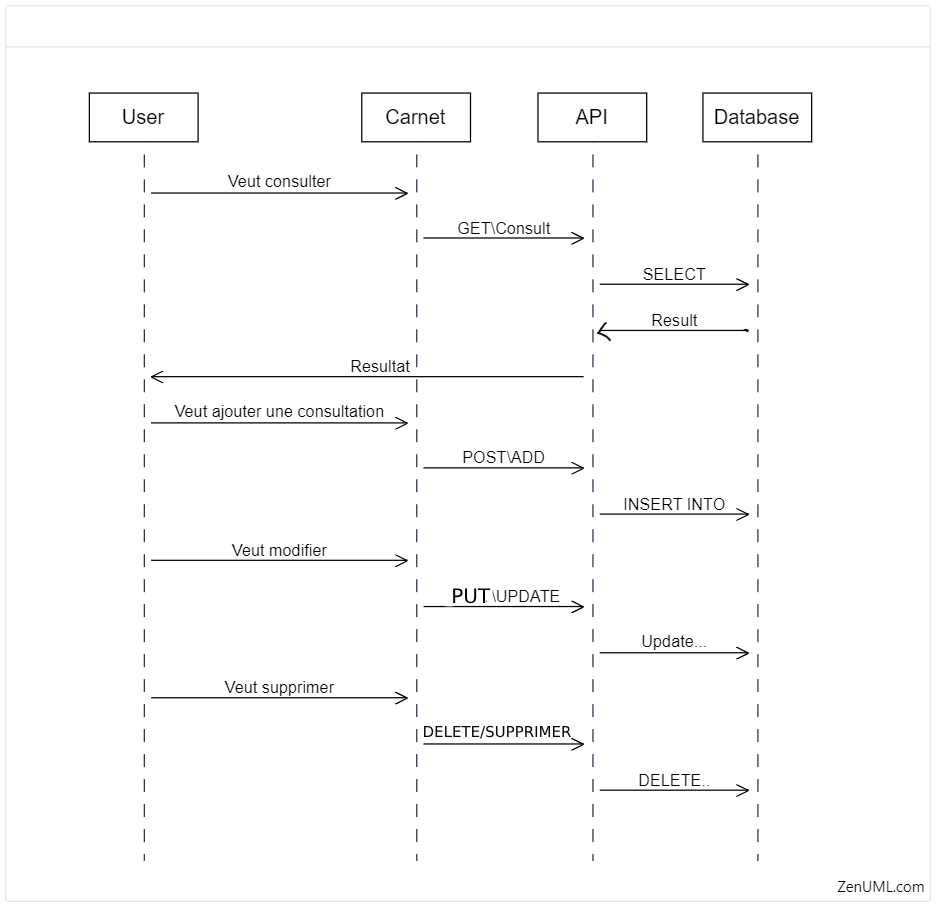 User
Carnet
API
Database
Veut consulter
GET\Consult
SELECT
Result
Resultat
Veut ajouter une consultation
POST\ADD
INSERT INTO
Veut modifier
PUT \UPDATE
Update...
Veut supprimer
DELETE/SUPPRIMER
DELETE..
ZenUML.com